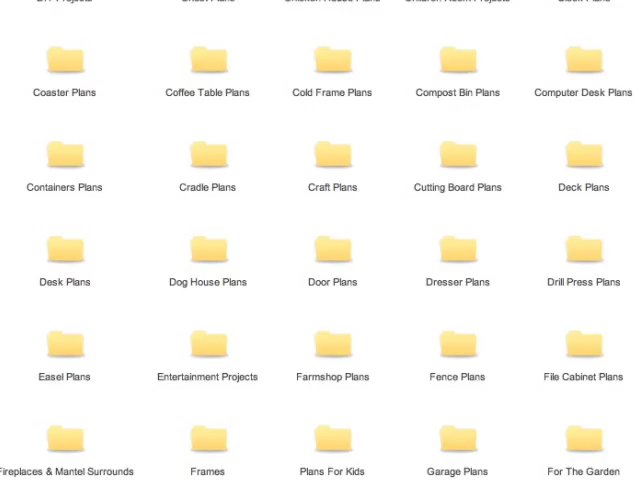 Coaster Plans
Coffee Table Plans
Cold Frame Plans
Compost Bin Plans
Computer Desk Plans
Containers Plans
Cradle Plans
Craft Plans
Cutting Board Plans
Deck Plans
Desk Plans
Dog House Plans
Door Plans
Dresser Plans
Drill Press Plans
Easel Plans
Entertainment Projects
Farmshop Plans
Fence Plans
File Cabinet Plans
Fireplaces & Mantel Surrounds
Frames
Plans For Kids
Garage Plans
For The Garden